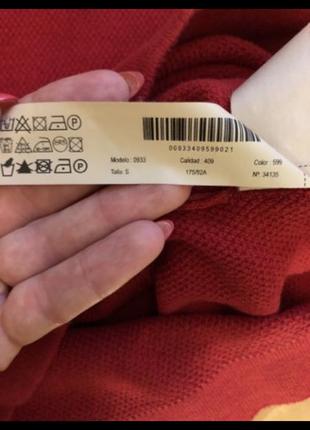 00933409599021
Modelo : 0933 Calidad : 409 Color : 599
Talla: S 175/92A Nº: 34135